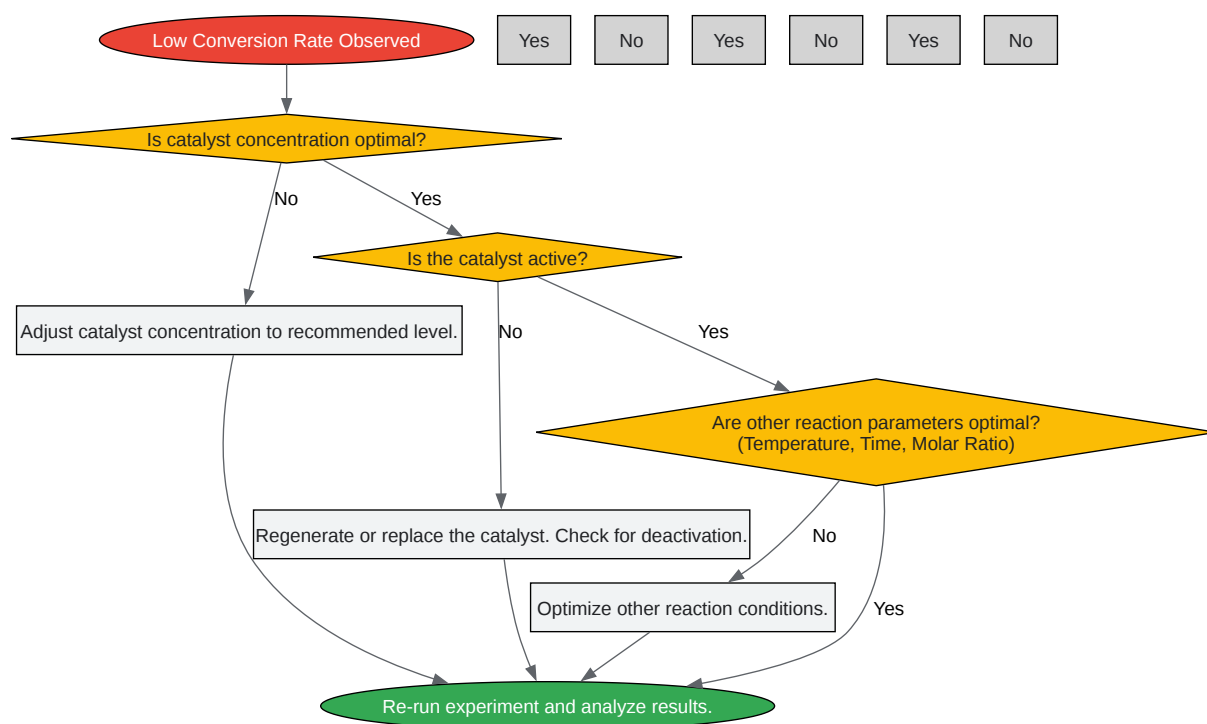 Low Conversion Rate Observed
Yes
No
Yes
No
Yes
No
Is catalyst concentration optimal?
No
Yes
Is the catalyst active?
Adjust catalyst concentration to recommended level.
No
Yes
Are other reaction parameters optimal?
(Temperature, Time, Molar Ratio)
Regenerate or replace the catalyst. Check for deactivation.
No
Optimize other reaction conditions.
Yes
Re-run experiment and analyze results.